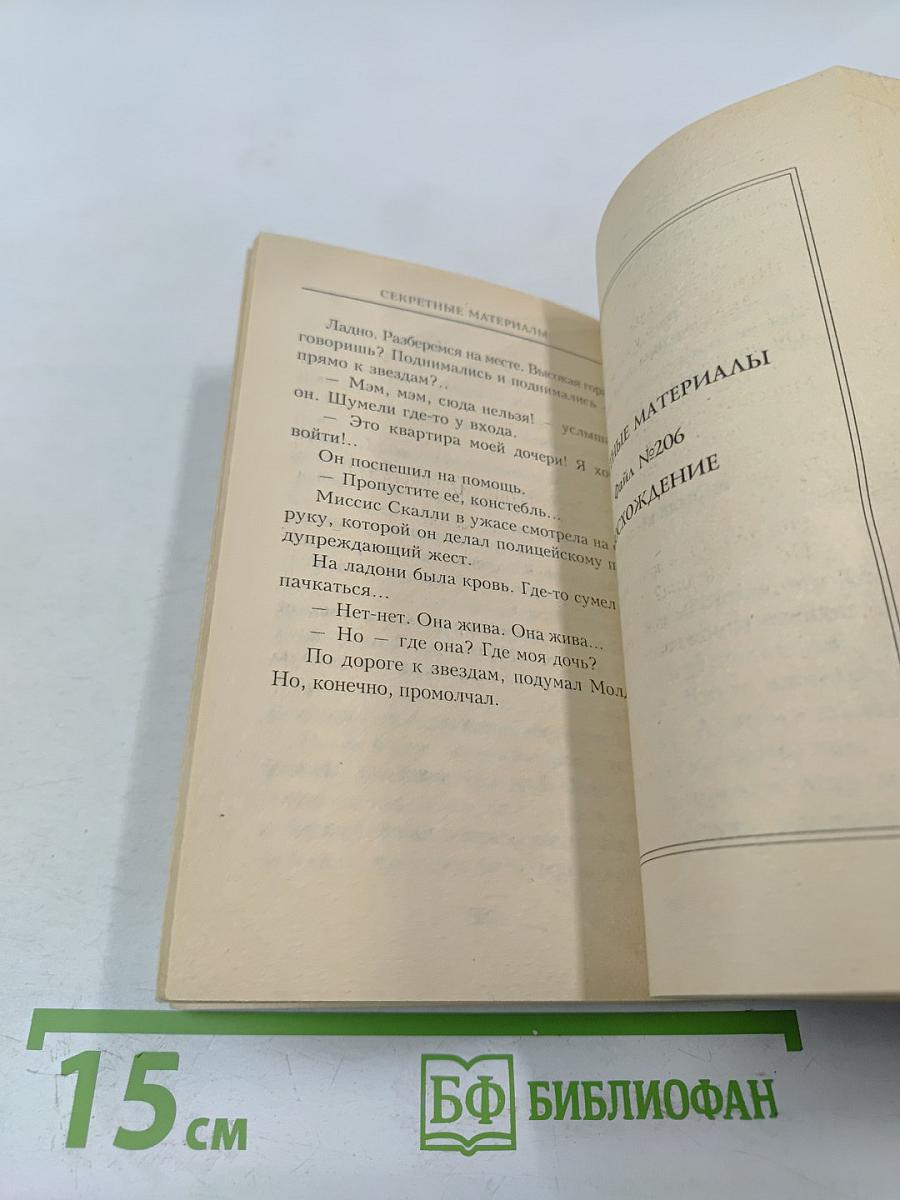 СЕКРЕТНЫЕ МАТЕРИАЛЫ
Ладно. Разберемся на месте. Высокая гора
говоришь? Поднимались и поднимались
прямо к звездам?..
— Мэм, мэм, сюда нельзя! — услыш
он. Шумели где-то у входа.
— Это квартира моей дочери! Я хо
войти!..
Он поспешил на помощь.
— Пропустите ее, констебль...
Миссис Скалли в ужасе смотрела на
руку, которой он делал полицейскому п
дупреждающий жест.
На ладони была кровь. Где-то сумел
пачкаться...
— Нет-нет. Она жива. Она жива...
— Но — где она? Где моя дочь?
По дороге к звездам, подумал Мол
Но, конечно, промолчал.
НЫЕ МАТЕРИАЛЫ
файл №206
СХОЖДЕНИЕ
15 см
БФ БИБЛИОФАН